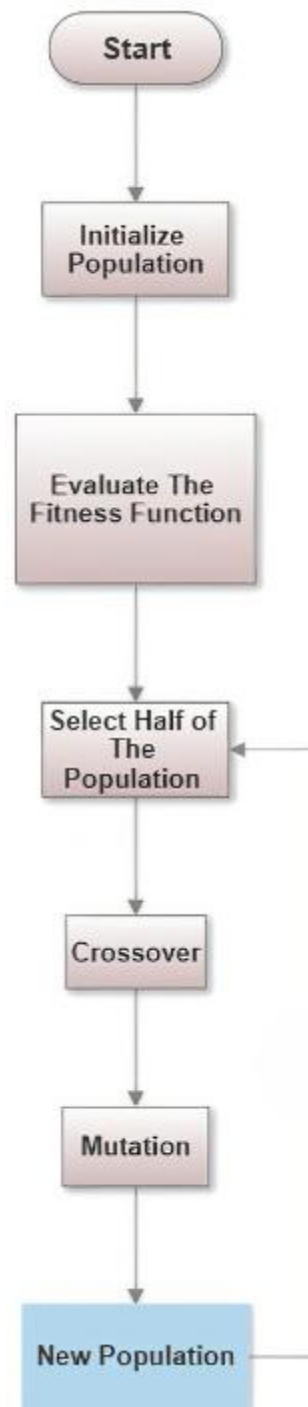 Start
Initialize
Population
Evaluate The
Fitness Function
Select Half of
The
Population
Crossover
Mutation
New Population